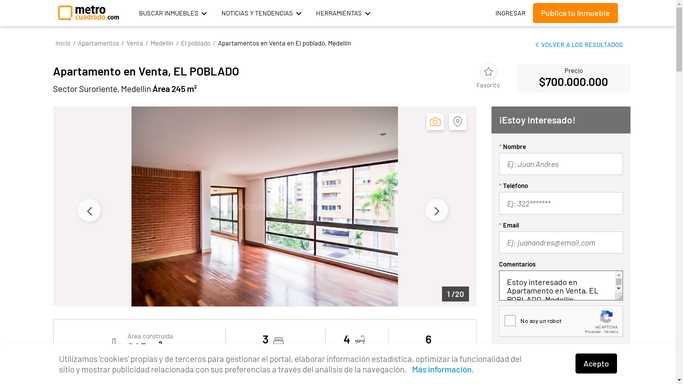 metro
cuadrado.com
BUSCAR INMUEBLES
NOTICIAS Y TENDENCIAS
HERRAMIENTAS
INGRESAR
Publica tu Inmueble
Inicio / Apartamentos / Venta / Medellín / El poblado / Apartamentos en Venta en El poblado, Medellín
VOLVER A LOS RESULTADOS
Apartamento en Venta, EL POBLADO
Sector Suroriente, Medellín Área 245 m²
Favorito
Precio
$700.000.000
1 / 20
¡Estoy Interesado!
* Nombre
Ej: Juan Andres
* Teléfono
Ej: 322*******
* Email
Ej: juanandres@email.com
Comentarios
Estoy interesado en
Apartamento en Venta, EL
POBLADO, Medellín
No soy un robot
reCAPTCHA
Privacidad - Términos
Área construida
3
4
6
Utilizamos 'cookies' propias y de terceros para gestionar el portal, elaborar información estadística, optimizar la funcionalidad del
sitio y mostrar publicidad relacionada con sus preferencias a través del análisis de la navegación. Más información.
Acepto